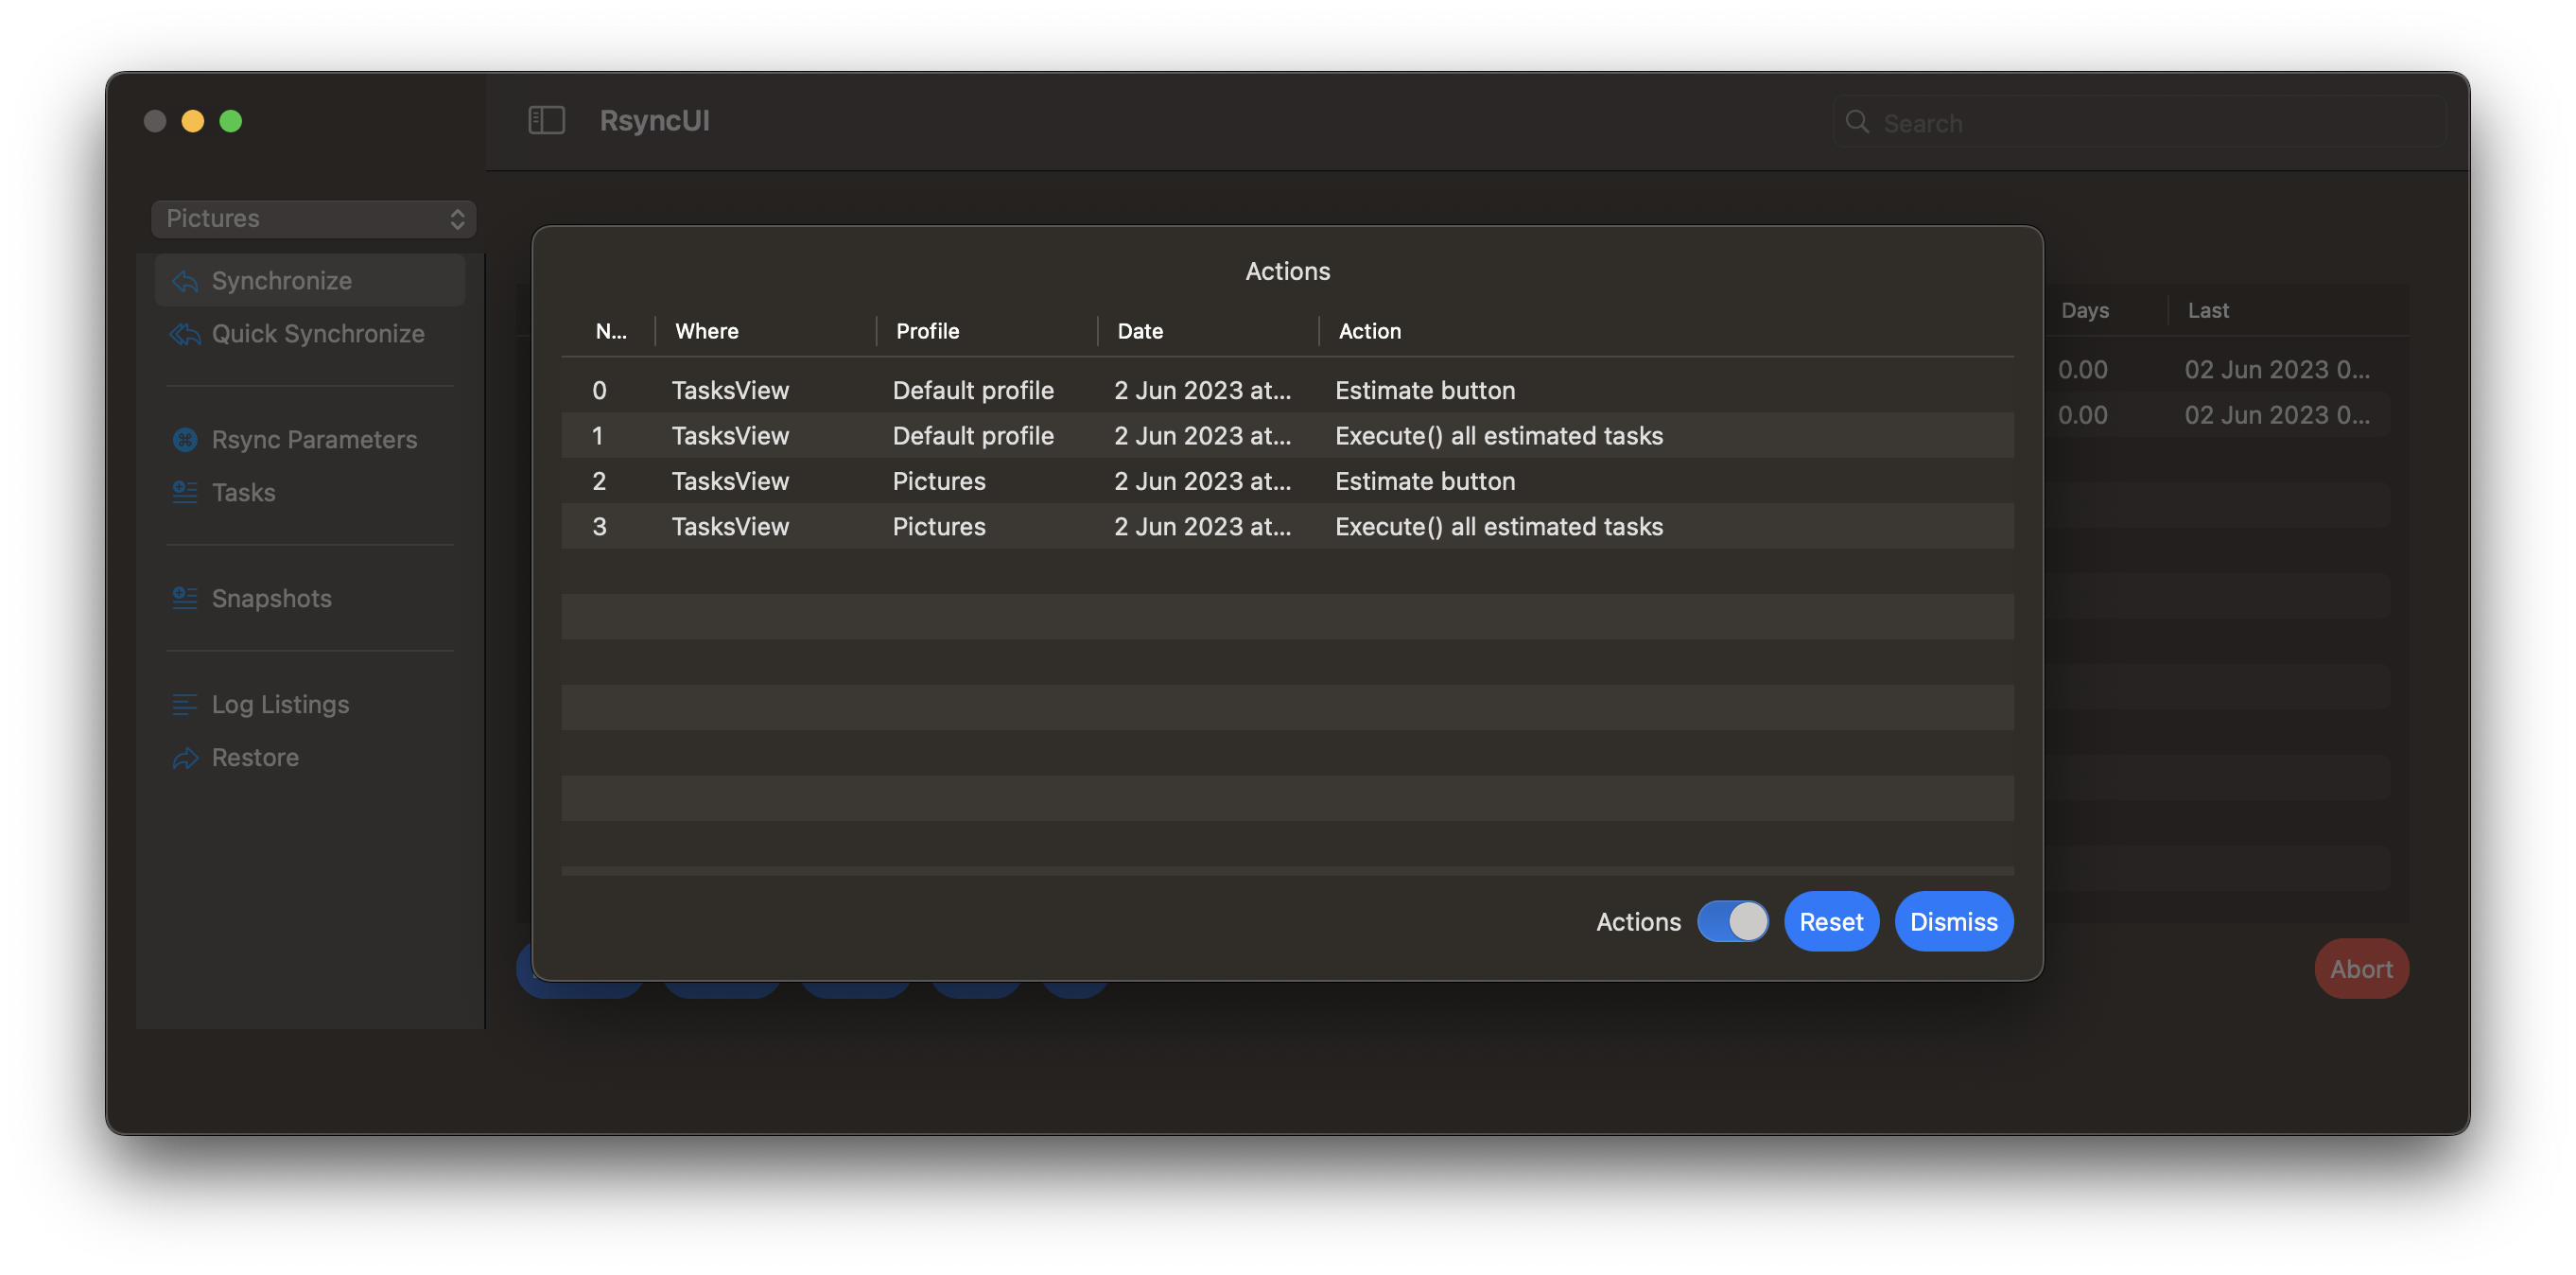 RsyncUI
Search
Pictures
Synchronize
Quick Synchronize
Rsync Parameters
Tasks
Snapshots
Log Listings
Restore
Actions
N... Where Profile Date Action
0 TasksView Default profile 2 Jun 2023 at... Estimate button
1 TasksView Default profile 2 Jun 2023 at... Execute() all estimated tasks
2 TasksView Pictures 2 Jun 2023 at... Estimate button
3 TasksView Pictures 2 Jun 2023 at... Execute() all estimated tasks
Actions Reset Dismiss
Days Last
0.00 02 Jun 2023 0...
0.00 02 Jun 2023 0...
Abort